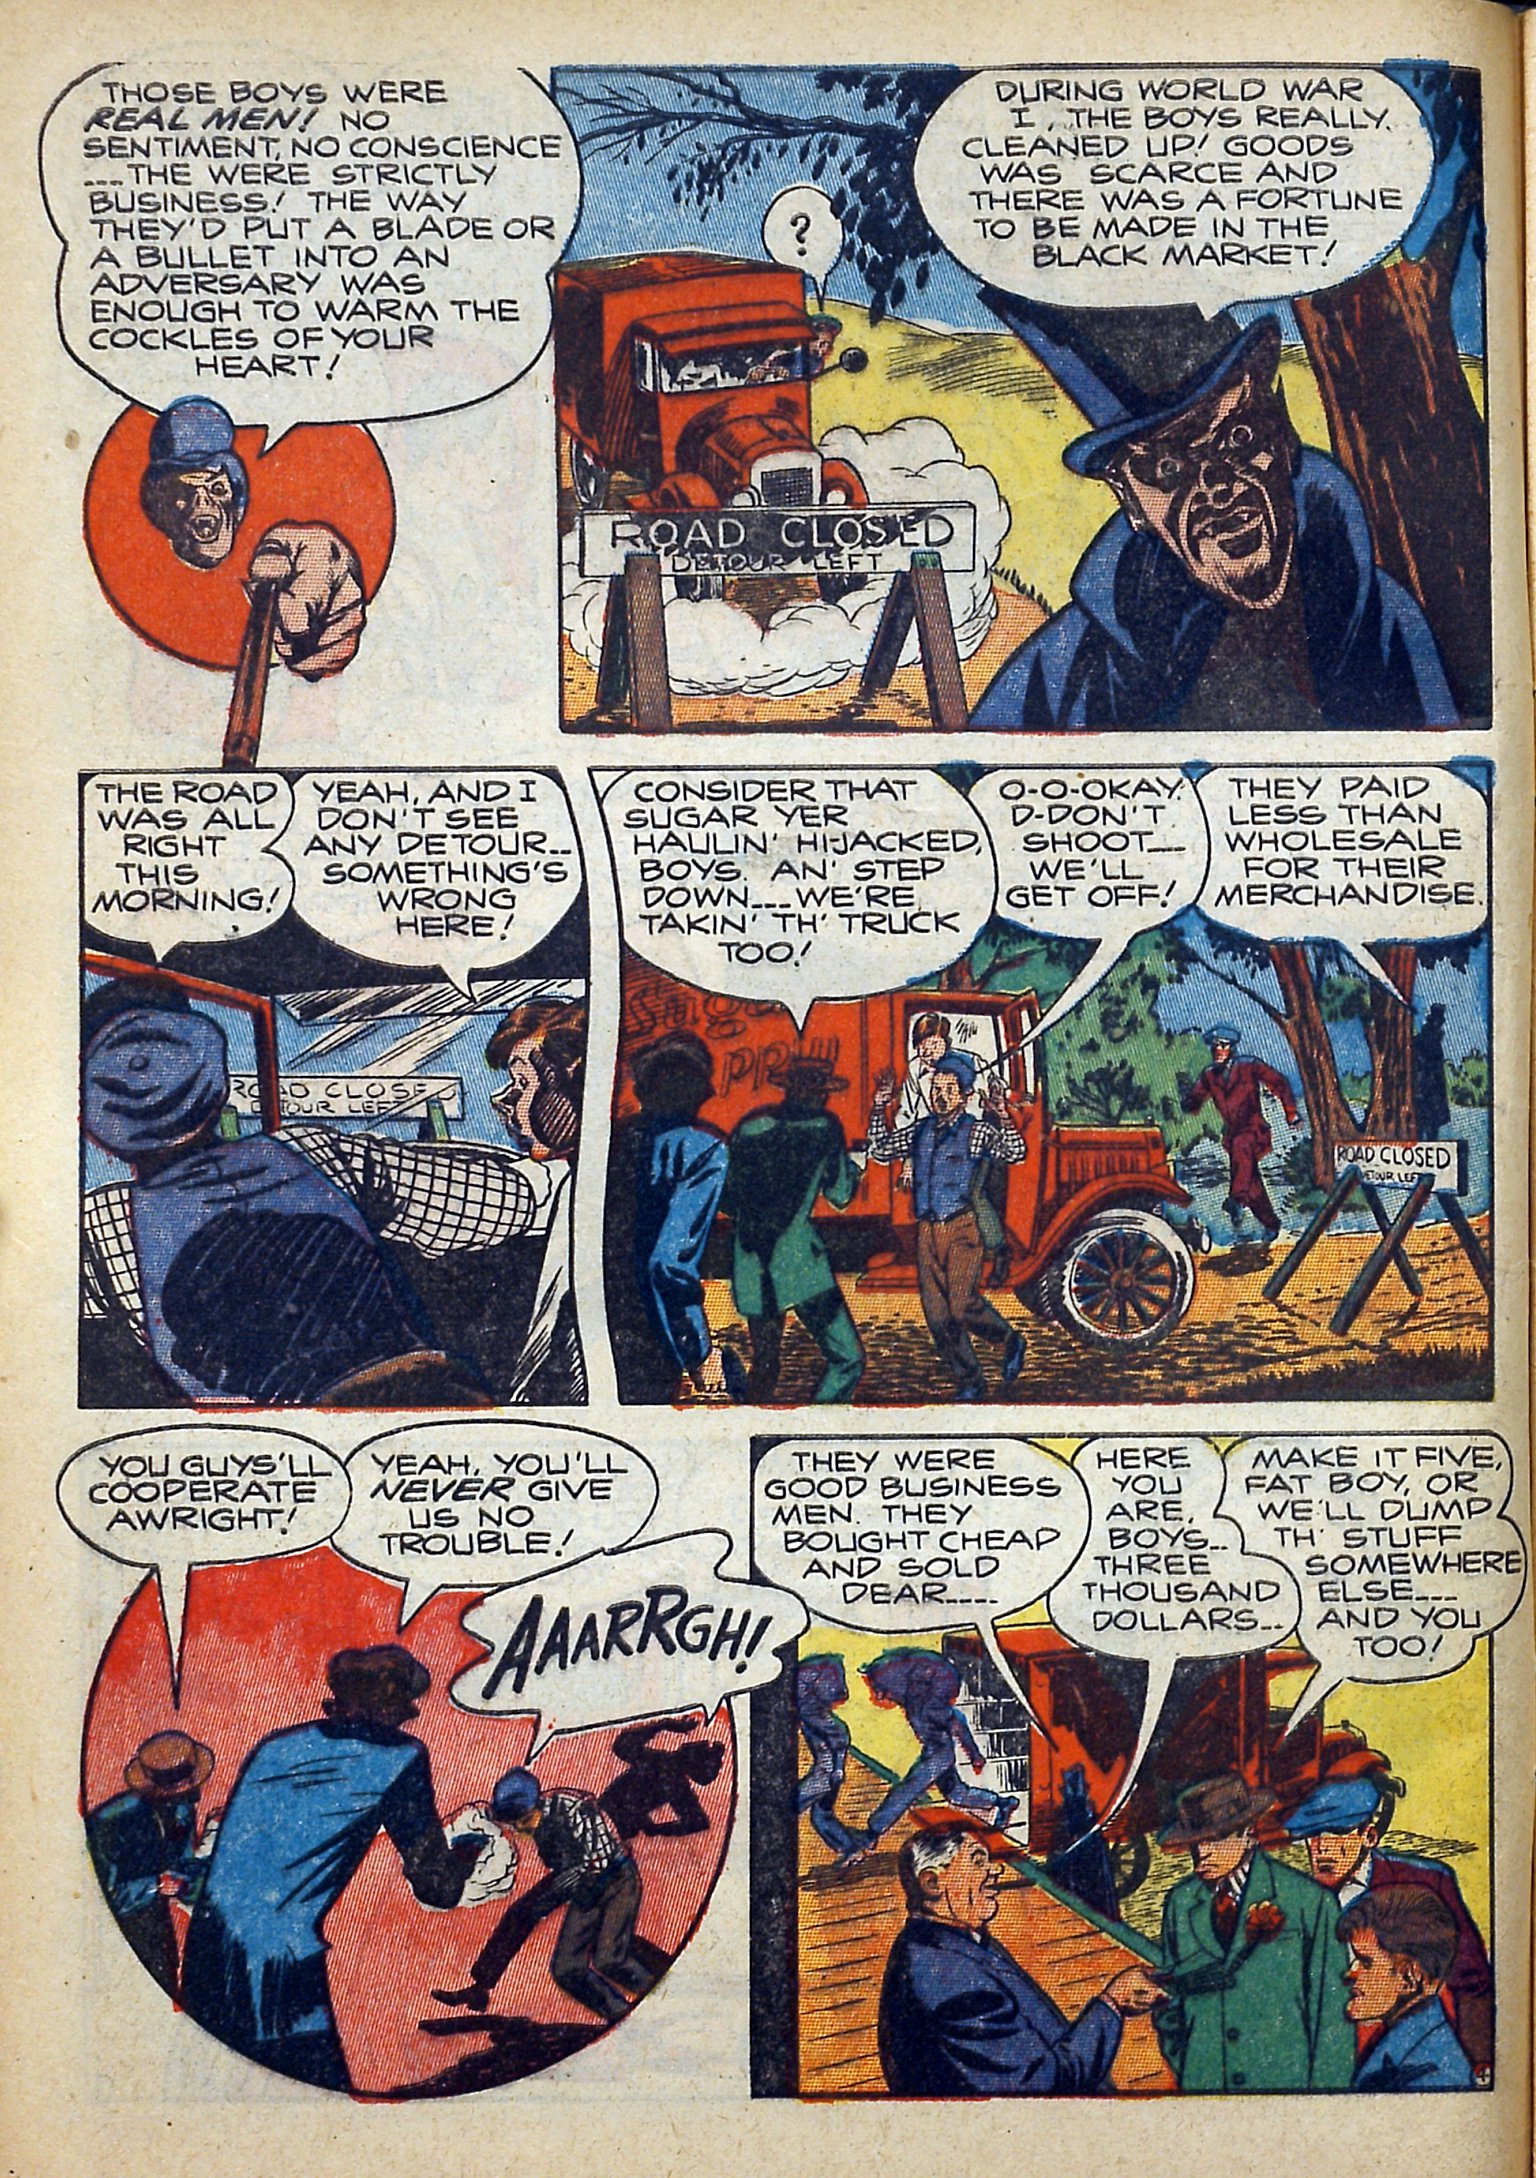 THOSE BOYS WERE
REAL MEN! NO
SENTIMENT, NO CONSCIENCE
---THE WERE STRICTLY
BUSINESS! THE WAY
THEY'D PUT A BLADE OR
A BULLET INTO AN
ADVERSARY WAS
ENOUGH TO WARM THE
COCKLES OF YOUR
HEART!
?
DURING WORLD WAR
I, THE BOYS REALLY
CLEANED UP! GOODS
WAS SCARCE AND
THERE WAS A FORTUNE
TO BE MADE IN THE
BLACK MARKET!
ROAD CLOSED
DETOUR LEFT
THE ROAD
WAS ALL
RIGHT
THIS
MORNING!
YEAH, AND I
DON'T SEE
ANY DETOUR--
SOMETHING'S
WRONG
HERE!
ROAD CLOSED
DETOUR LEFT
CONSIDER THAT
SUGAR YER
HAULIN' HIJACKED,
BOYS. AN' STEP
DOWN---WE'RE
TAKIN' TH' TRUCK
TOO!
O-O-OKAY.
D-DON'T
SHOOT---
WE'LL
GET OFF!
THEY PAID
LESS THAN
WHOLESALE
FOR THEIR
MERCHANDISE.
ROAD CLOSED
DETOUR LEFT
YOU GUYS'LL
COOPERATE
AWRIGHT!
YEAH, YOU'LL
NEVER GIVE
US NO
TROUBLE!
AAARRGH!
THEY WERE
GOOD BUSINESS
MEN. THEY
BOUGHT CHEAP
AND SOLD
DEAR----
HERE
YOU
ARE,
BOYS--
THREE
THOUSAND
DOLLARS--
MAKE IT FIVE,
FAT BOY, OR
WE'LL DUMP
TH' STUFF
SOMEWHERE
ELSE---
AND YOU
TOO!
4